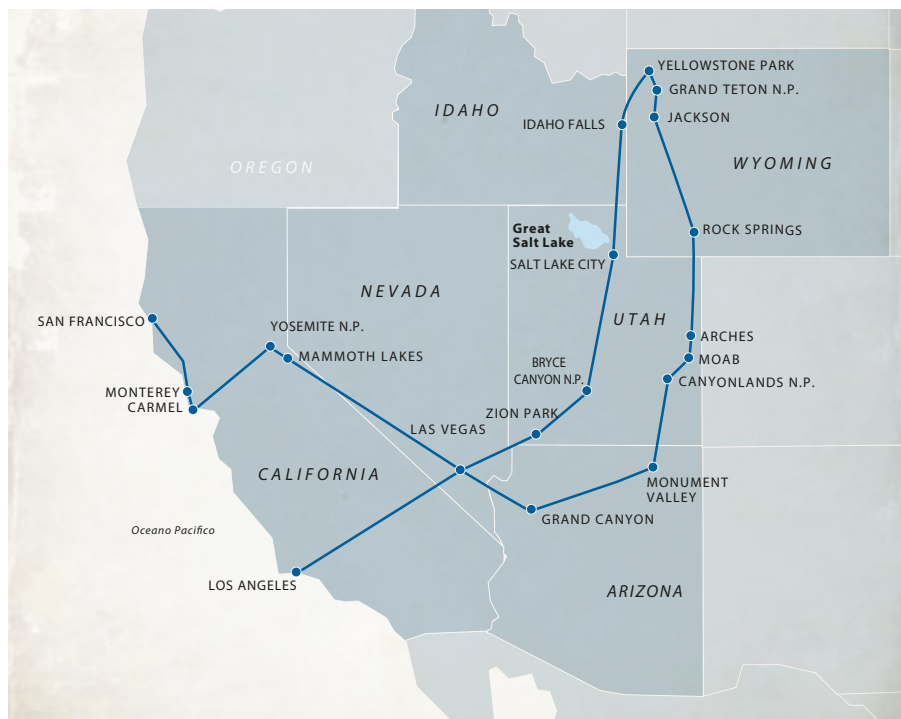 YELLOWSTONE PARK
GRAND TETON N.P.
IDAHO
JACKSON
IDAHO FALLS
WYOMING
OREGON
Great
Salt Lake
ROCK SPRINGS
SALT LAKE CITY
NEVADA
UTAH
SAN FRANCISCO
YOSEMITE N.P.
ARCHES
MAMMOTH LAKES
MOAB
BRYCE
CANYON N.P.
CANYONLANDS N.P.
MONTEREY
CARMEL
ZION PARK
LAS VEGAS
CALIFORNIA
MONUMENT
VALLEY
GRAND CANYON
Oceano Pacifico
LOS ANGELES
ARIZONA